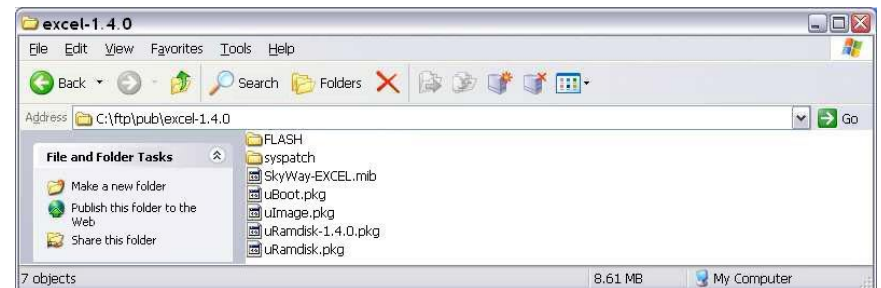 excel-1.4.0
File Edit View Favorites Tools Help
Back Search Folders
Address C:\ftp\pub\excel-1.4.0 Go
File and Folder Tasks
Make a new folder
Publish this folder to the
Web
Share this folder
FLASH
syspatch
SkyWay-EXCEL.mib
uBoot.pkg
uImage.pkg
uRamdisk-1.4.0.pkg
uRamdisk.pkg
7 objects 8.61 MB My Computer